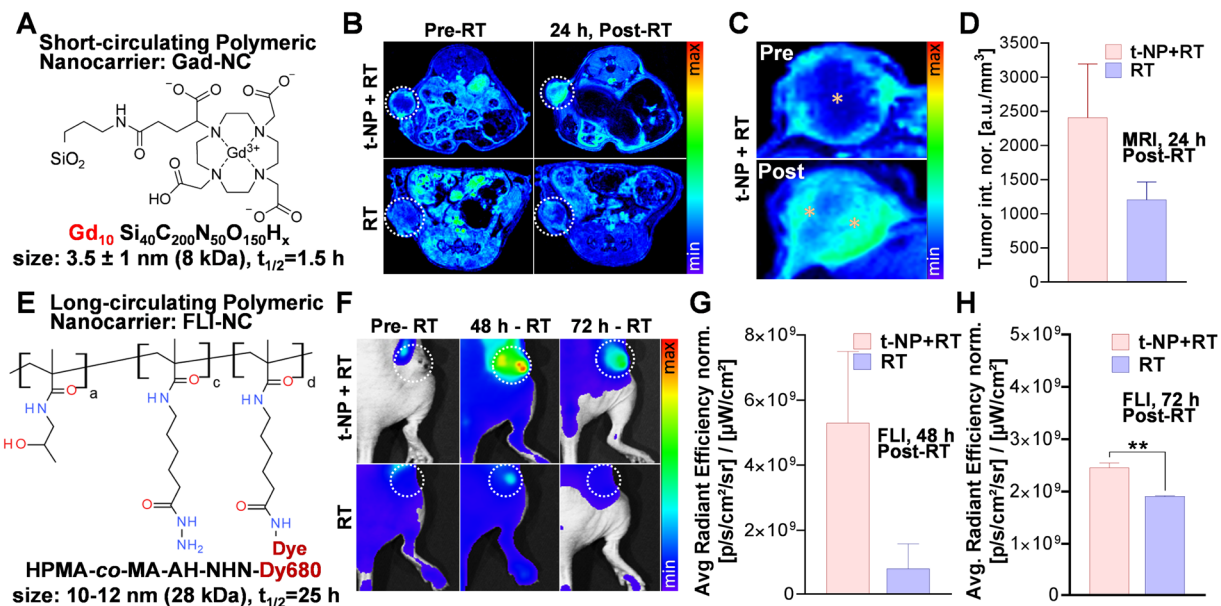 A
Short-circulating Polymeric
Nanocarrier: Gad-NC
O⁻
O
O⁻
O
O⁻
O
H
N
O
SiO₂
N
N
N
N
Gd³⁺
O
HO
O
⁻O
Gd₁₀ Si₄₀C₂₀₀N₅₀O₁₅₀Hₓ
size: 3.5 ± 1 nm (8 kDa), t₁/₂=1.5 h
B
Pre-RT
24 h, Post-RT
t-NP + RT
RT
max
min
C
Pre
*
Post
* *
t-NP + RT
max
min
D
Tumor int. nor. [a.u./mm³]
3500
3000
2500
2000
1500
1000
500
0
t-NP+RT
RT
MRI, 24 h
Post-RT
E
Long-circulating Polymeric
Nanocarrier: FLI-NC
a
c
d
O
O
O
HN
HN
HN
HO
O
O
NH
NH₂
NH
Dye
HPMA-co-MA-AH-NHN-Dy680
size: 10-12 nm (28 kDa), t₁/₂=25 h
F
Pre- RT
48 h - RT
72 h - RT
t-NP + RT
RT
max
min
G
Avg Radiant Efficiency norm.
[p/s/cm²/sr] / [µW/cm²]
8×10⁹
6×10⁹
4×10⁹
2×10⁹
0
t-NP+RT
RT
FLI, 48 h
Post-RT
H
Avg. Radiant Efficiency norm.
[p/s/cm²/sr] / [µW/cm²]
5×10⁹
4×10⁹
3×10⁹
2×10⁹
1×10⁹
0
t-NP+RT
RT
FLI, 72 h
Post-RT
**